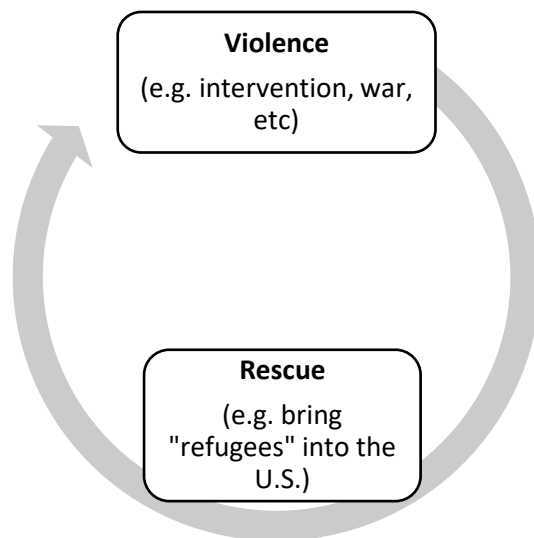 Violence
(e.g. intervention, war,
etc)
Rescue
(e.g. bring
"refugees" into the
U.S.)